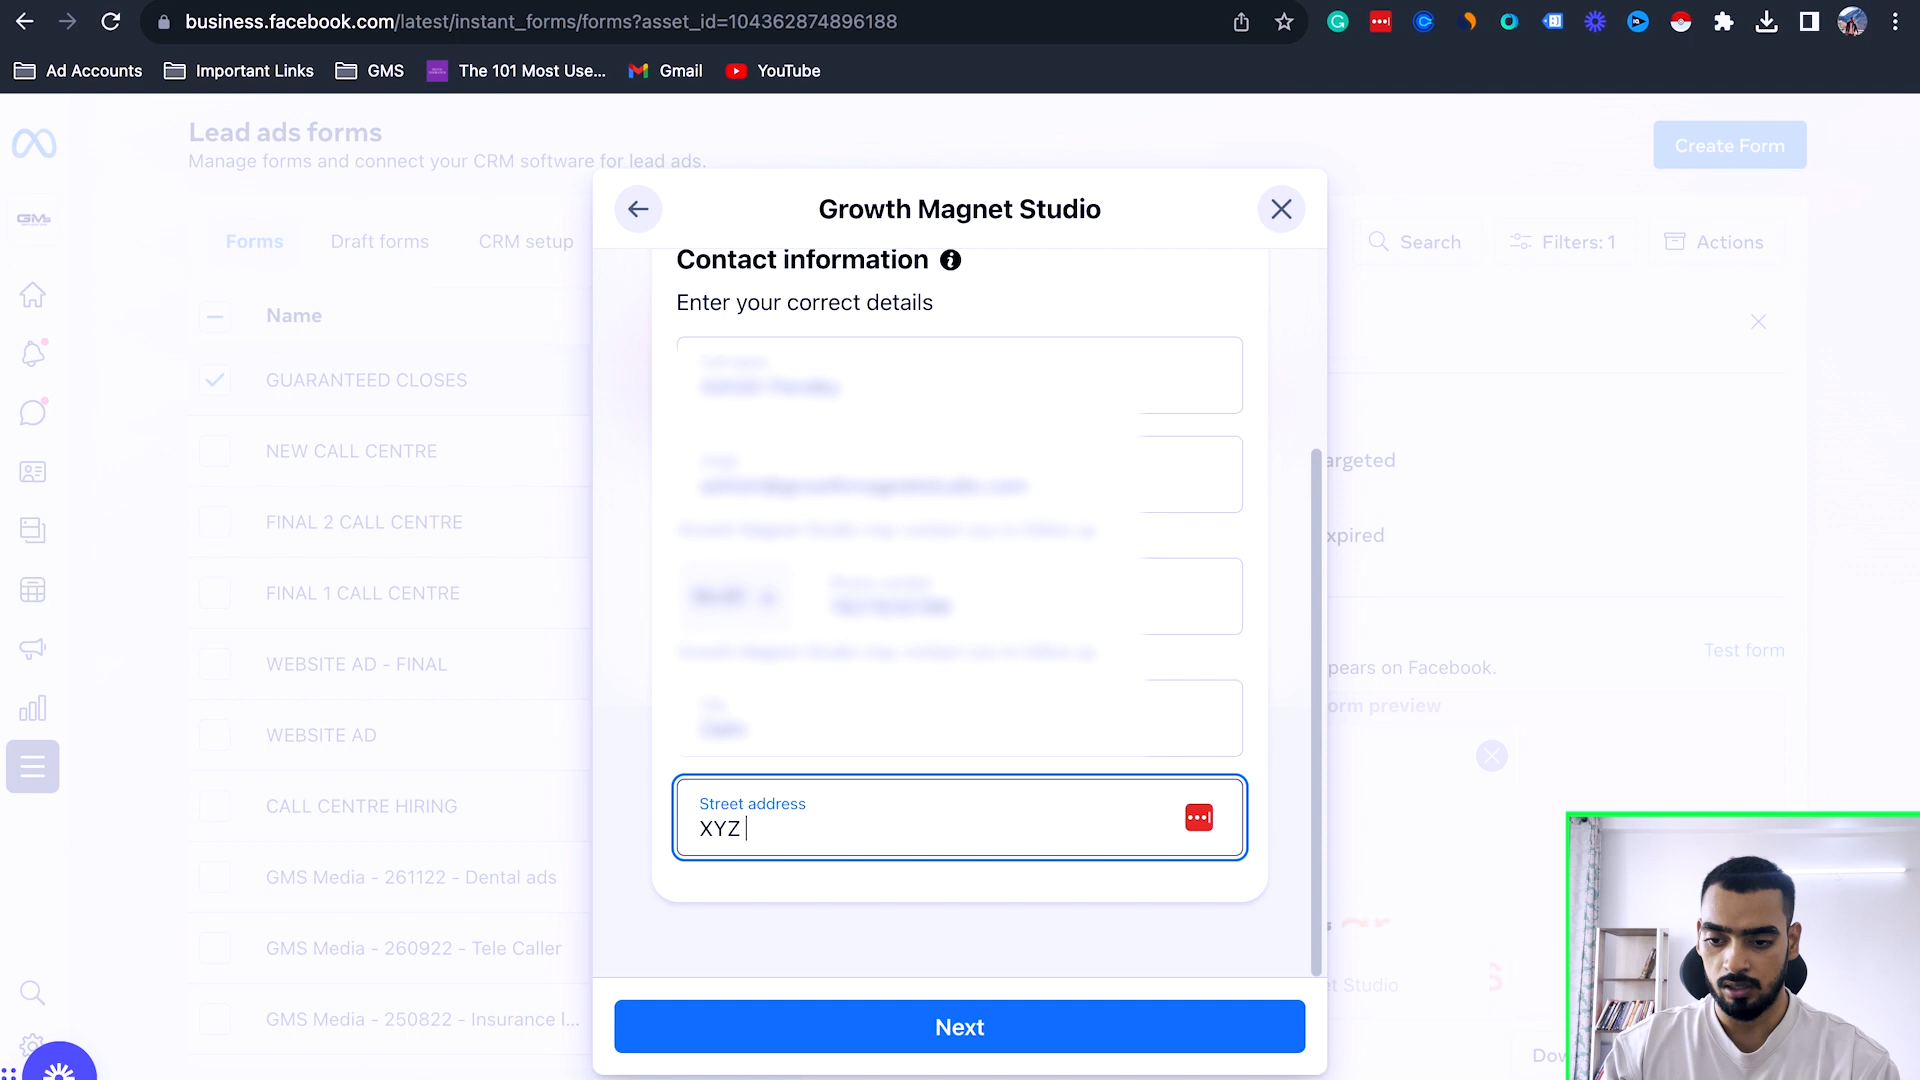 business.facebook.com/latest/instant_forms/forms?asset_id=104362874896188
Ad Accounts
Important Links
GMS
The 101 Most Use...
Gmail
YouTube
Lead ads forms
Manage forms and connect your CRM software for lead ads.
Create Form
GMs
Forms
Draft forms
CRM setup
Search
Filters: 1
Actions
Name
GUARANTEED CLOSES
NEW CALL CENTRE
FINAL 2 CALL CENTRE
FINAL 1 CALL CENTRE
WEBSITE AD - FINAL
WEBSITE AD
CALL CENTRE HIRING
GMS Media - 261122 - Dental ads
GMS Media - 260922 - Tele Caller
GMS Media - 250822 - Insurance I...
Growth Magnet Studio
Contact information
Enter your correct details
Street address
XYZ
Next
argeted
xpired
Test form
pears on Facebook.
orm preview
t Studio
Dow